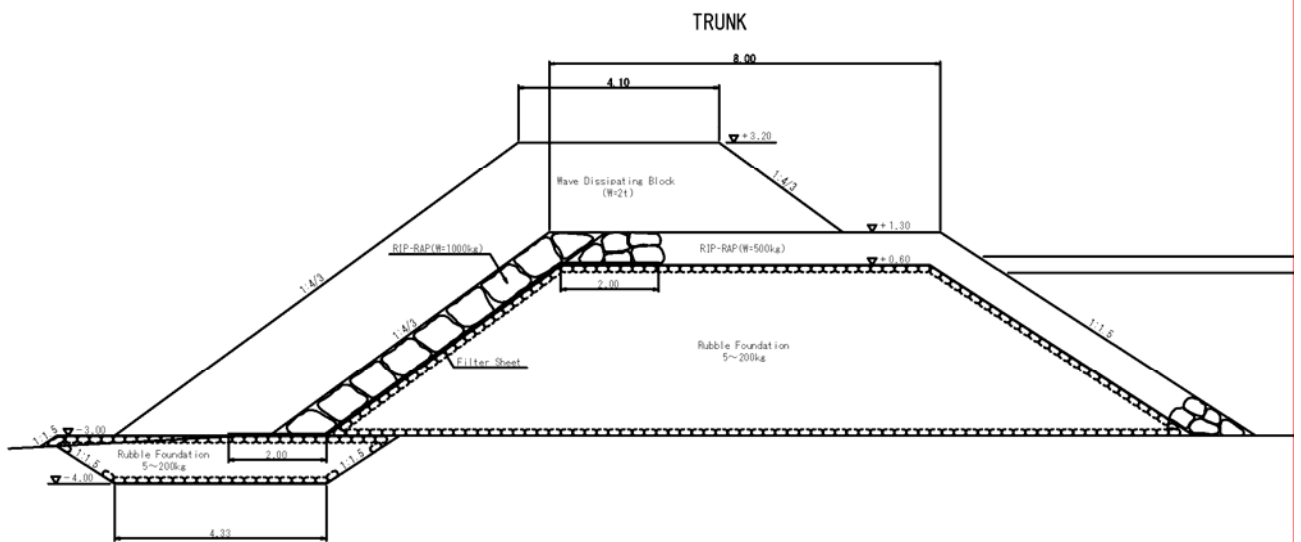 TRUNK
8.00
4.10
+3.20
Wave Dissipating Block
(W=2t)
1:4/3
+1.30
RIP-RAP(W=1000kg)
RIP-RAP(W=500kg)
+0.60
1:4/3
2.00
1:4/3
1:1.5
Rubble Foundation
5～200kg
Filter Sheet
-3.00
1:1.5
1:1.5
Rubble Foundation
5～200kg
2.00
1:1.5
-4.00
4.33